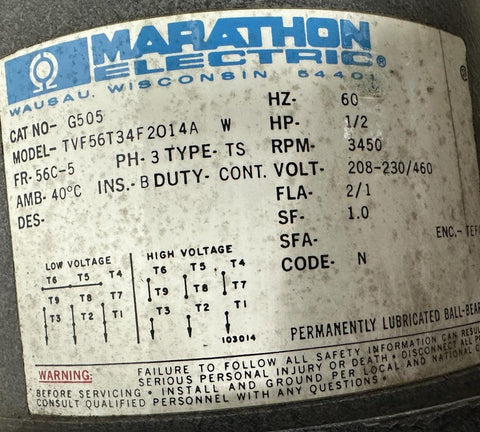 MARATHON
ELECTRIC®
WAUSAU, WISCONSIN 54401
CAT NO- G505
MODEL- TVF56T34F2014A W
FR- 56C-5 PH- 3 TYPE- TS
AMB- 40°C INS- B DUTY- CONT.
DES-
HZ- 60
HP- 1/2
RPM- 3450
VOLT- 208-230/460
FLA- 2/1
SF- 1.0
SFA-
ENC.- TEF
CODE- N
LOW VOLTAGE
T6 T5 T4
T9 T8 T7
T3 T2 T1
HIGH VOLTAGE
T6 T5 T4
T9 T8 T7
T3 T2 T1
103014
PERMANENTLY LUBRICATED BALL-BEAR
WARNING:
FAILURE TO FOLLOW ALL SAFETY INFORMATION CAN RESUL
SERIOUS PERSONAL INJURY OR DEATH • DISCONNECT ALL P
BEFORE SERVICING • INSTALL AND GROUND PER LOCAL AND NATIONAL C
CONSULT QUALIFIED PERSONNEL WITH ANY QUESTIONS.